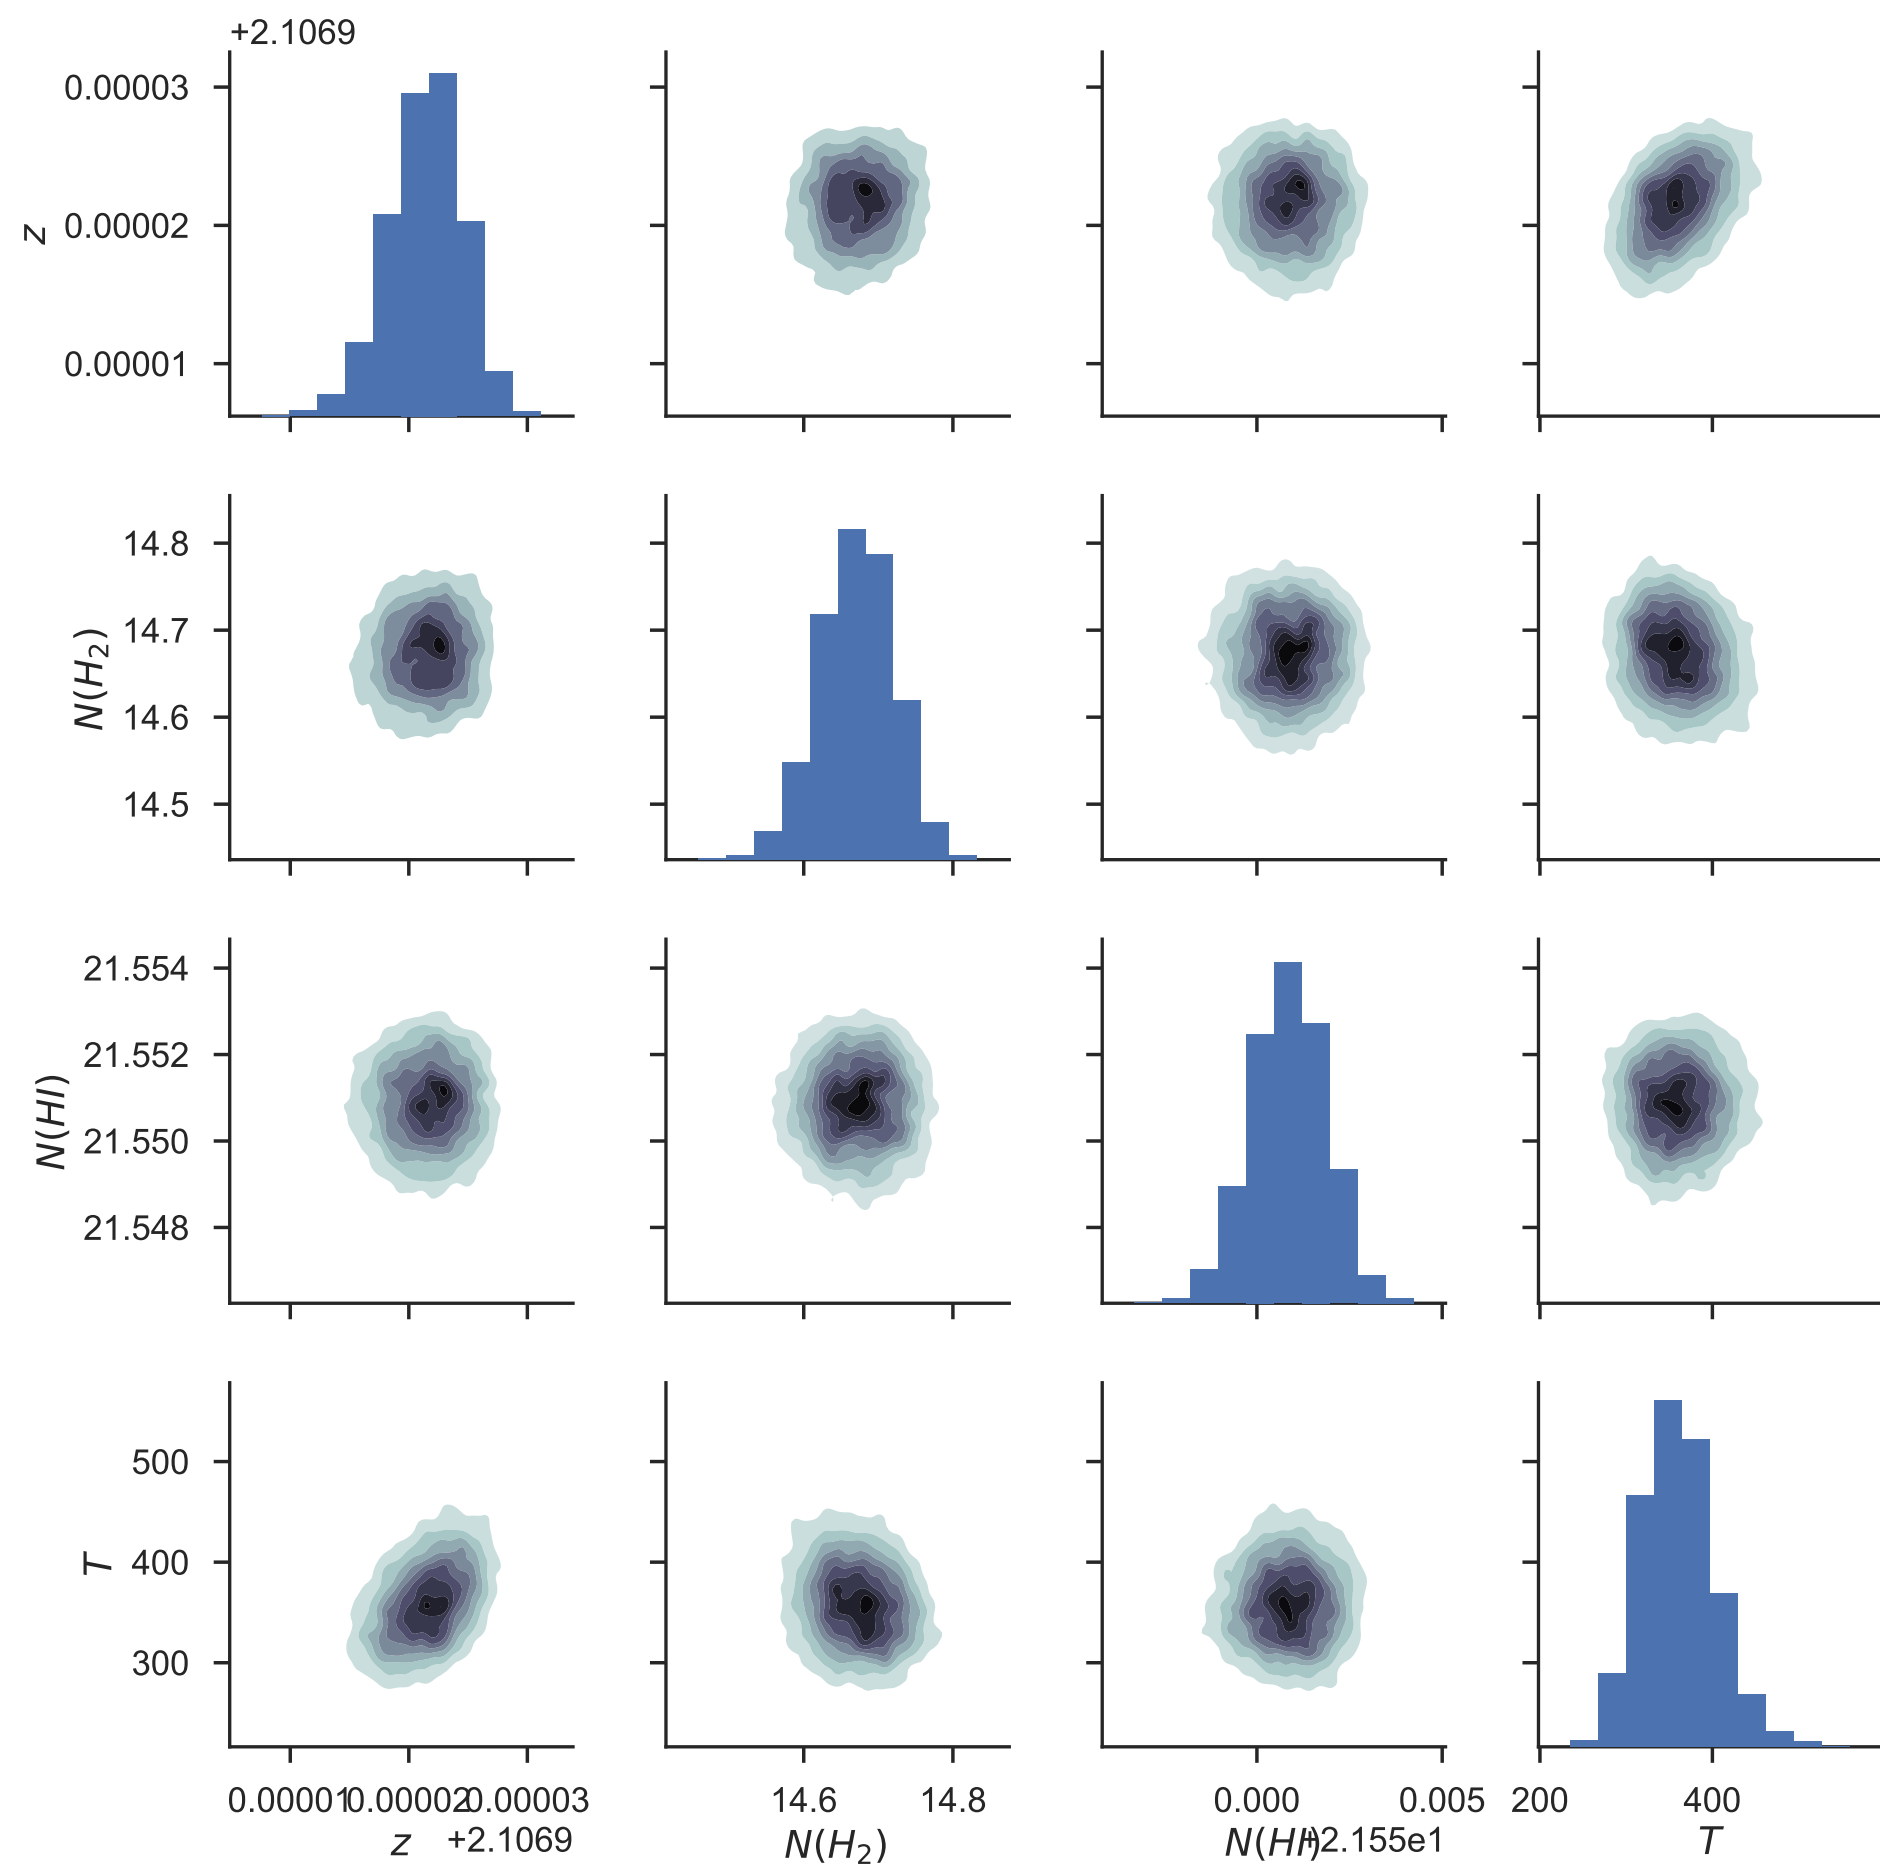 +2.1069
0.00003
0.00002
0.00001
z
14.8
14.7
14.6
14.5
N(H₂)
21.554
21.552
21.550
21.548
N(HI)
500
400
300
T
0.00001 0.00002 0.00003 14.6 14.8 0.000 0.005 200 400
z +2.1069 N(H₂) N(HI) +2.155e1 T